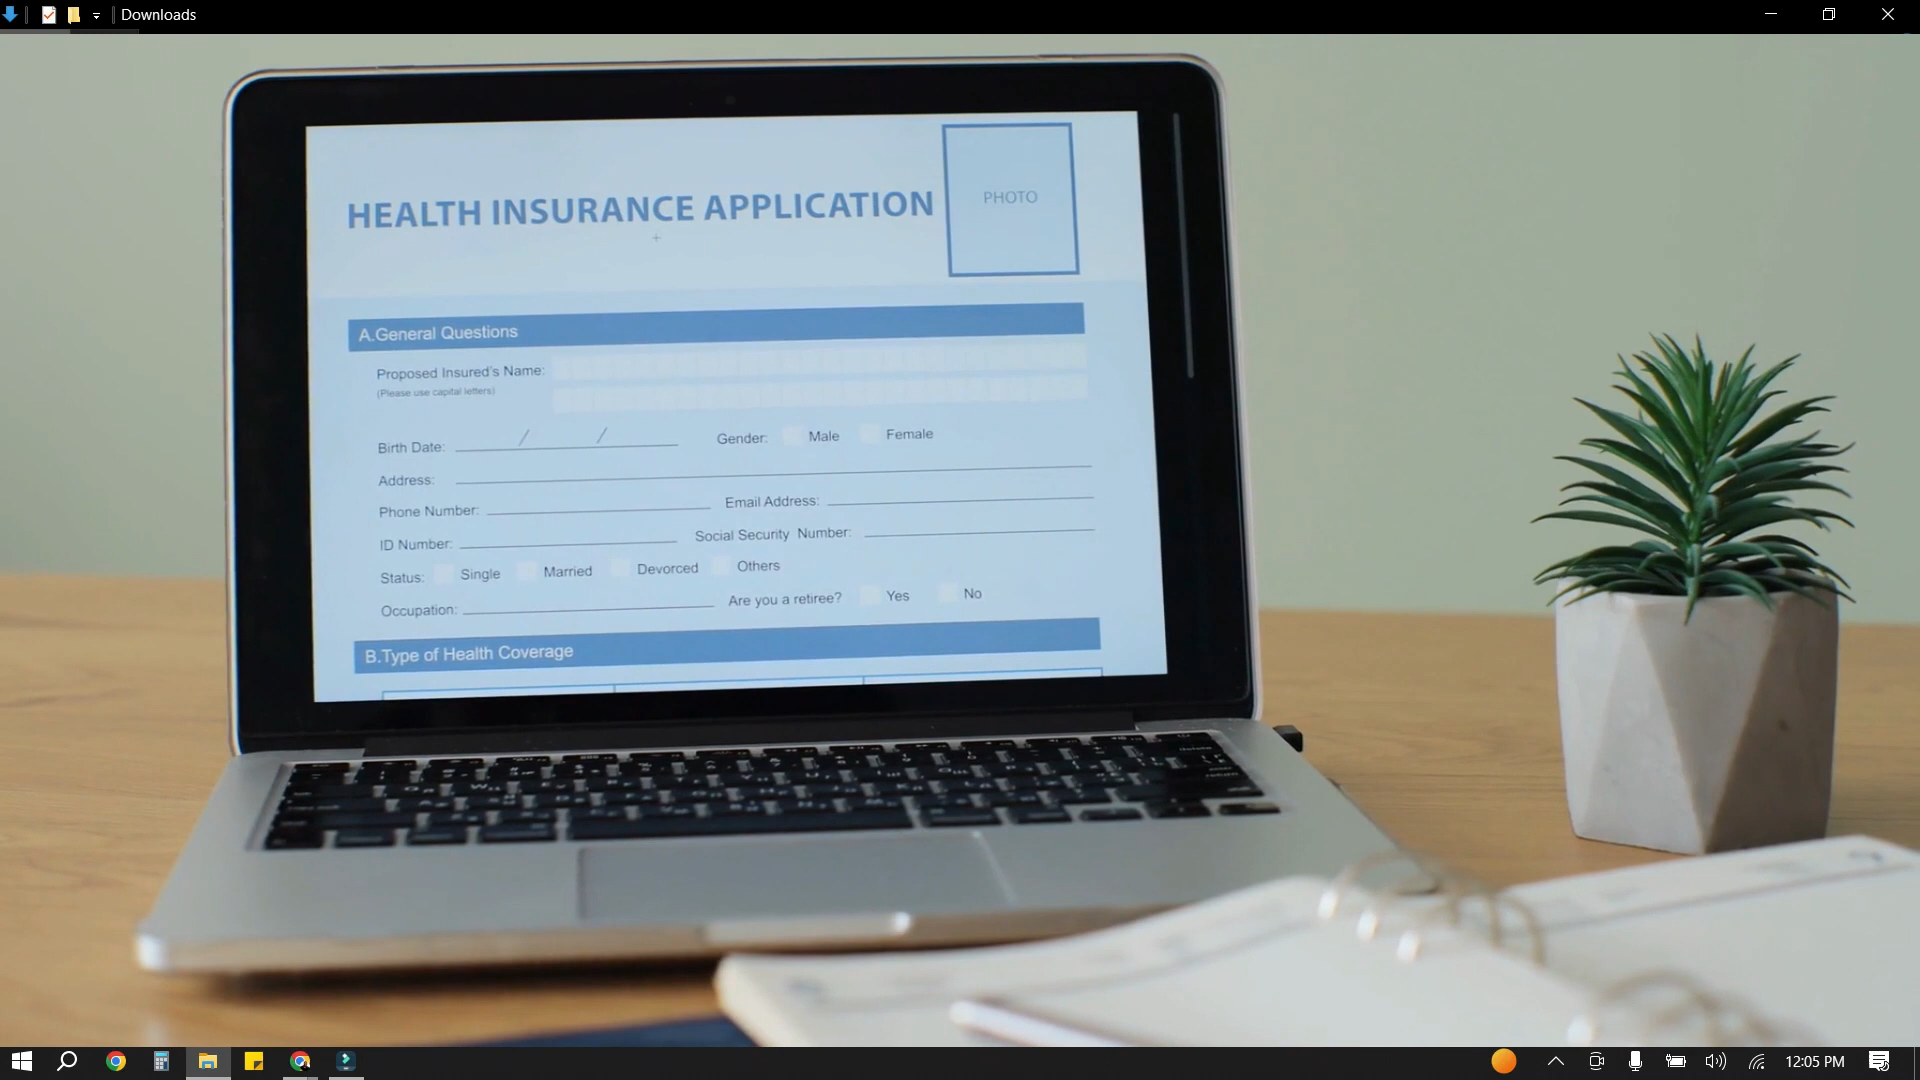 Downloads
HEALTH INSURANCE APPLICATION
PHOTO
A.General Questions
Proposed Insured's Name:
(Please use capital letters)
Birth Date: / / Gender: Male Female
Address:
Phone Number: Email Address:
ID Number: Social Security Number:
Status: Single Married Devorced Others
Occupation: Are you a retiree? Yes No
B.Type of Health Coverage
12:05 PM